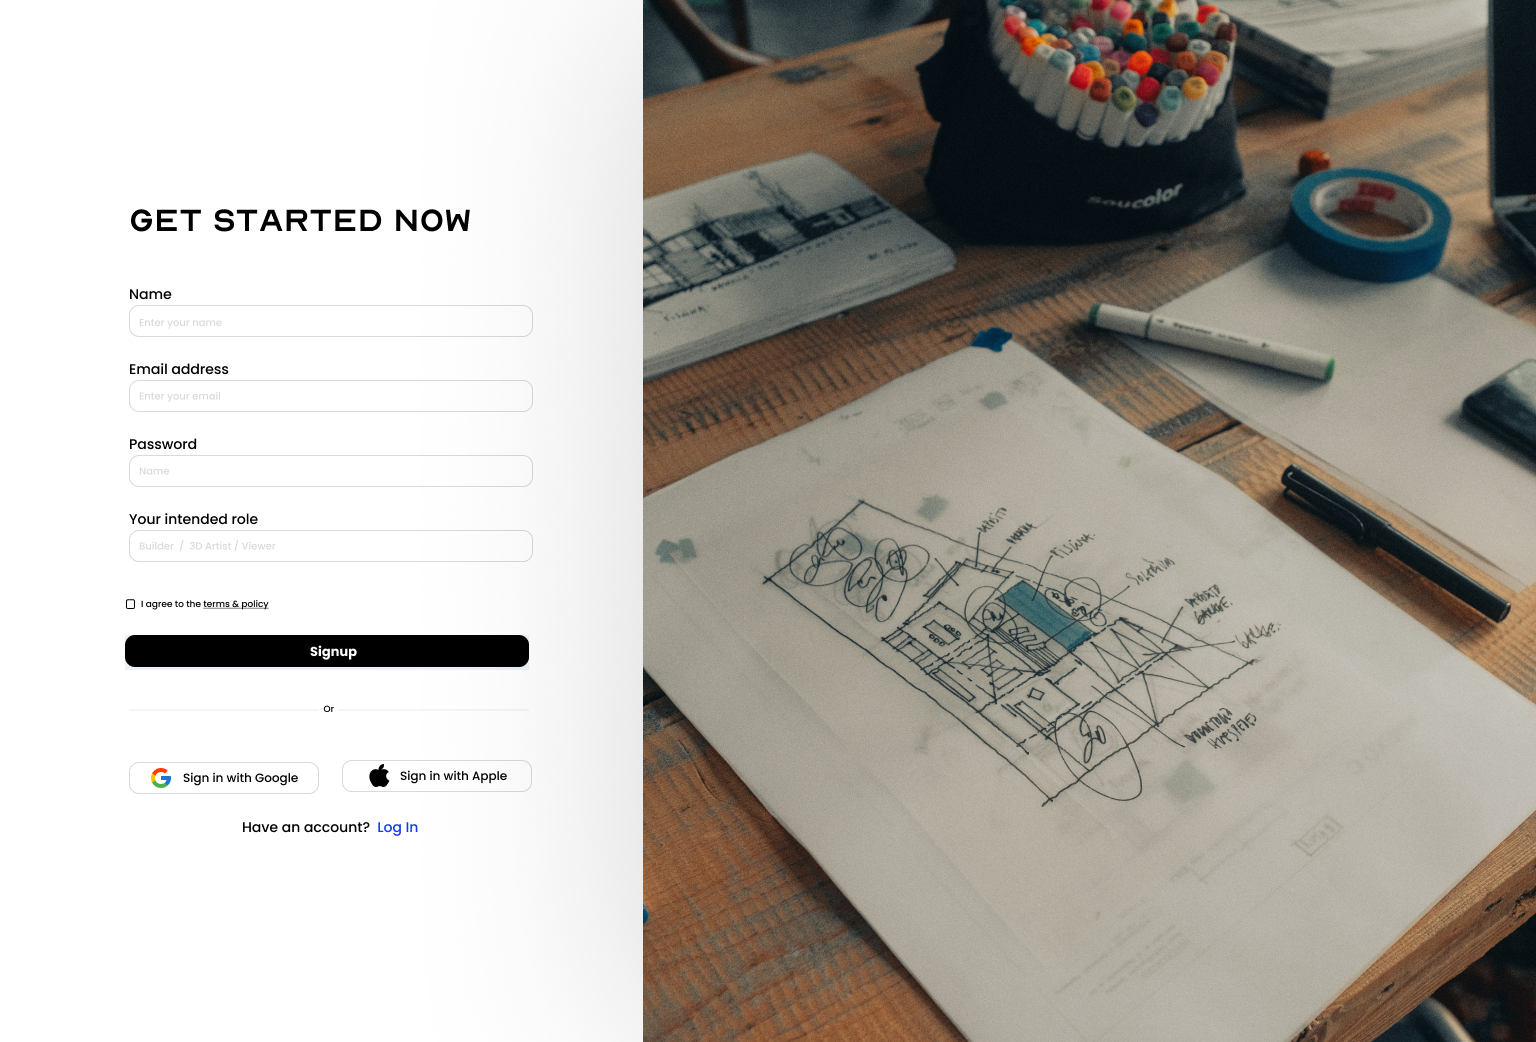 GET STARTED NOW
Name
Enter your name
Email address
Enter your email
Password
Name
Your intended role
Builder / 3D Artist / Viewer
I agree to the terms & policy
Signup
Or
Sign in with Google
Sign in with Apple
Have an account? Log In